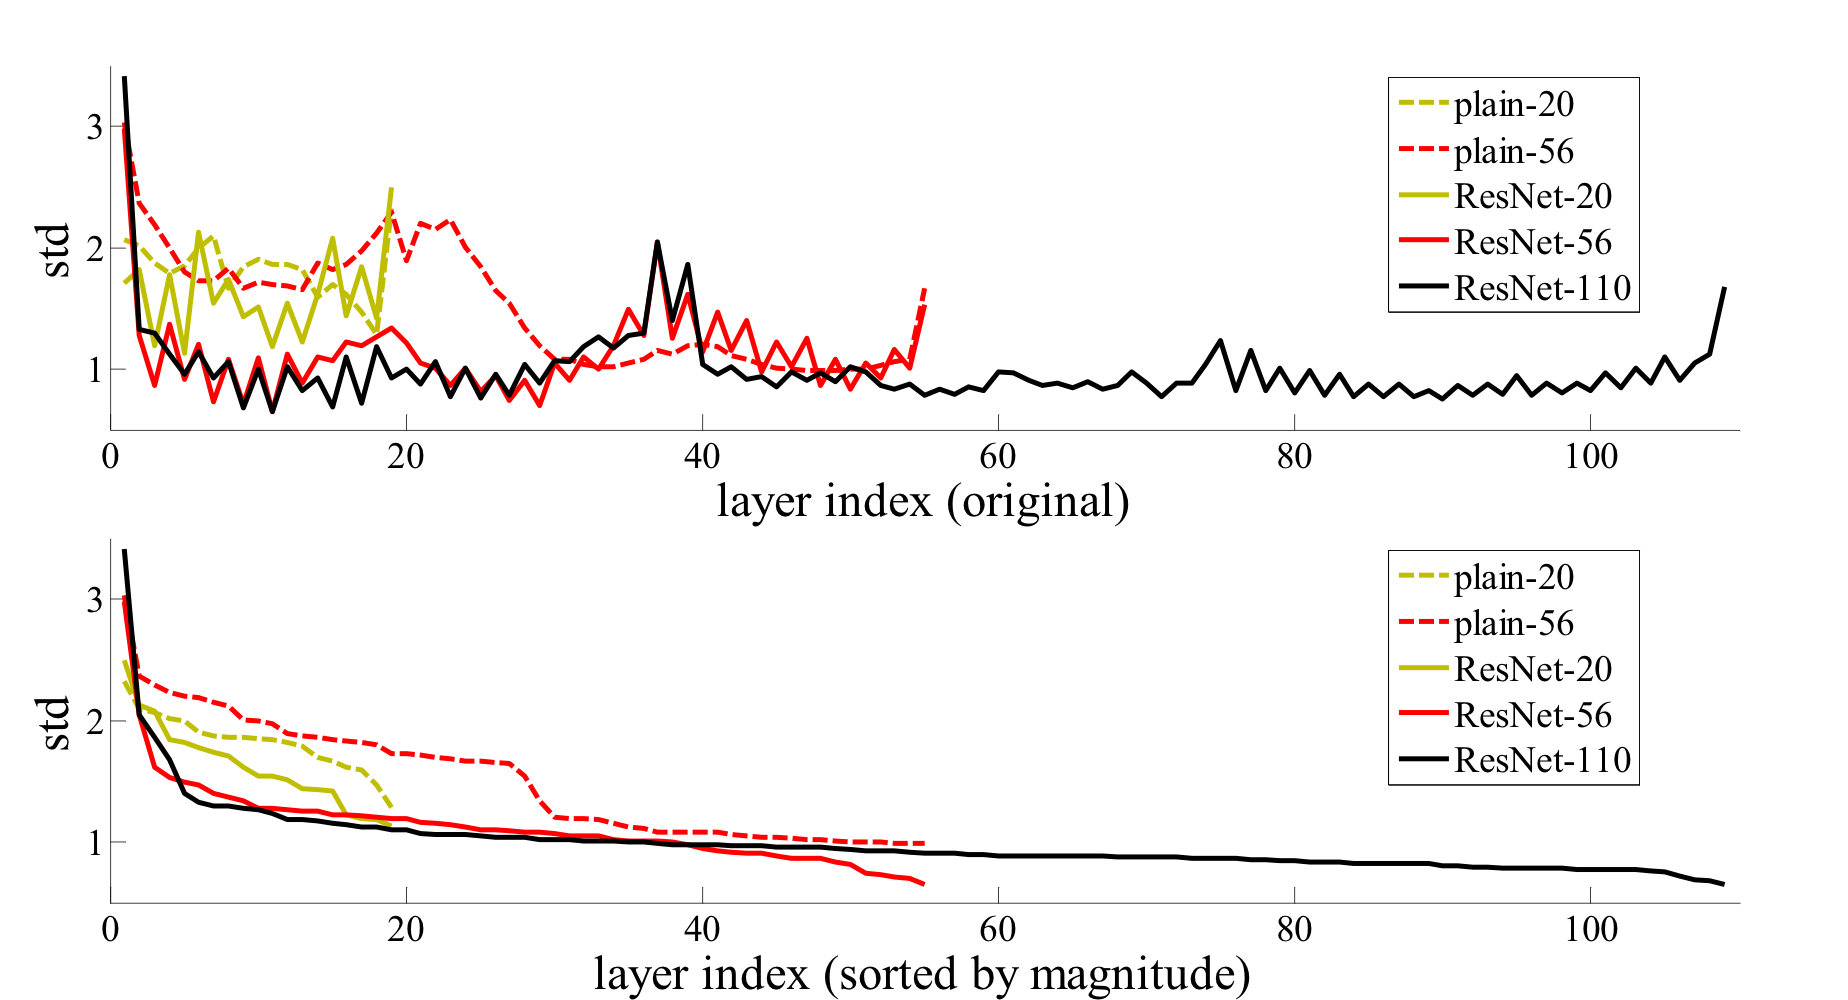 plain-20
plain-56
ResNet-20
ResNet-56
ResNet-110
3
2
1
std
0 20 40 60 80 100
layer index (original)
plain-20
plain-56
ResNet-20
ResNet-56
ResNet-110
3
2
1
std
0 20 40 60 80 100
layer index (sorted by magnitude)